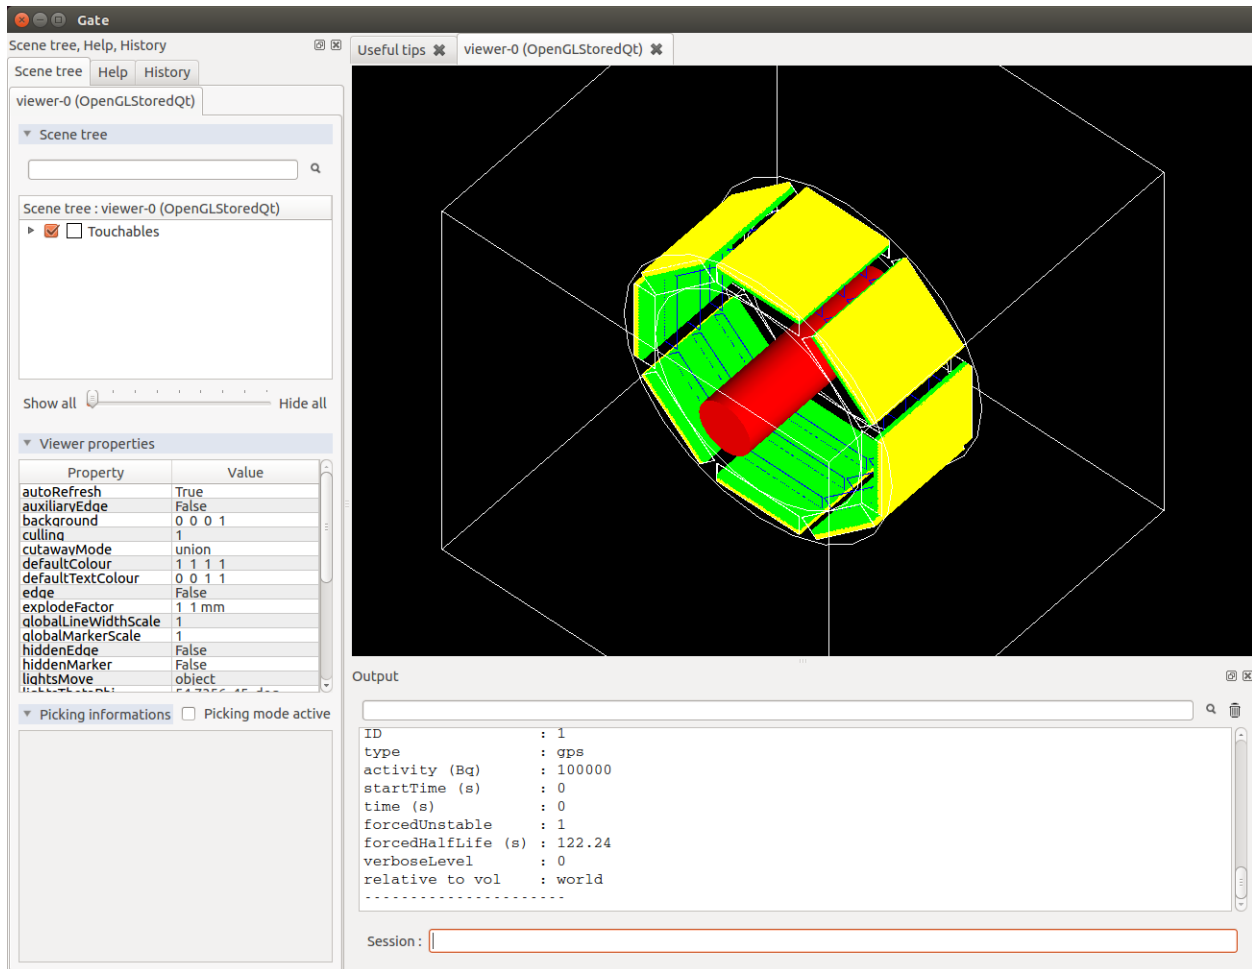 Gate
Scene tree, Help, History
Scene tree Help History
viewer-0 (OpenGLStoredQt)
Scene tree
Scene tree : viewer-0 (OpenGLStoredQt)
Touchables
Show all Hide all
Viewer properties
Property Value
autoRefresh True
auxiliaryEdge False
background 0 0 0 1
culling 1
cutawayMode union
defaultColour 1 1 1 1
defaultTextColour 0 0 1 1
edge False
explodeFactor 1 1 mm
globalLineWidthScale 1
globalMarkerScale 1
hiddenEdge False
hiddenMarker False
lightsMove object
Picking informations Picking mode active
Useful tips viewer-0 (OpenGLStoredQt)
Output
ID : 1
type : gps
activity (Bq) : 100000
startTime (s) : 0
time (s) : 0
forcedUnstable : 1
forcedHalfLife (s) : 122.24
verboseLevel : 0
relative to vol : world
----------------------
Session :